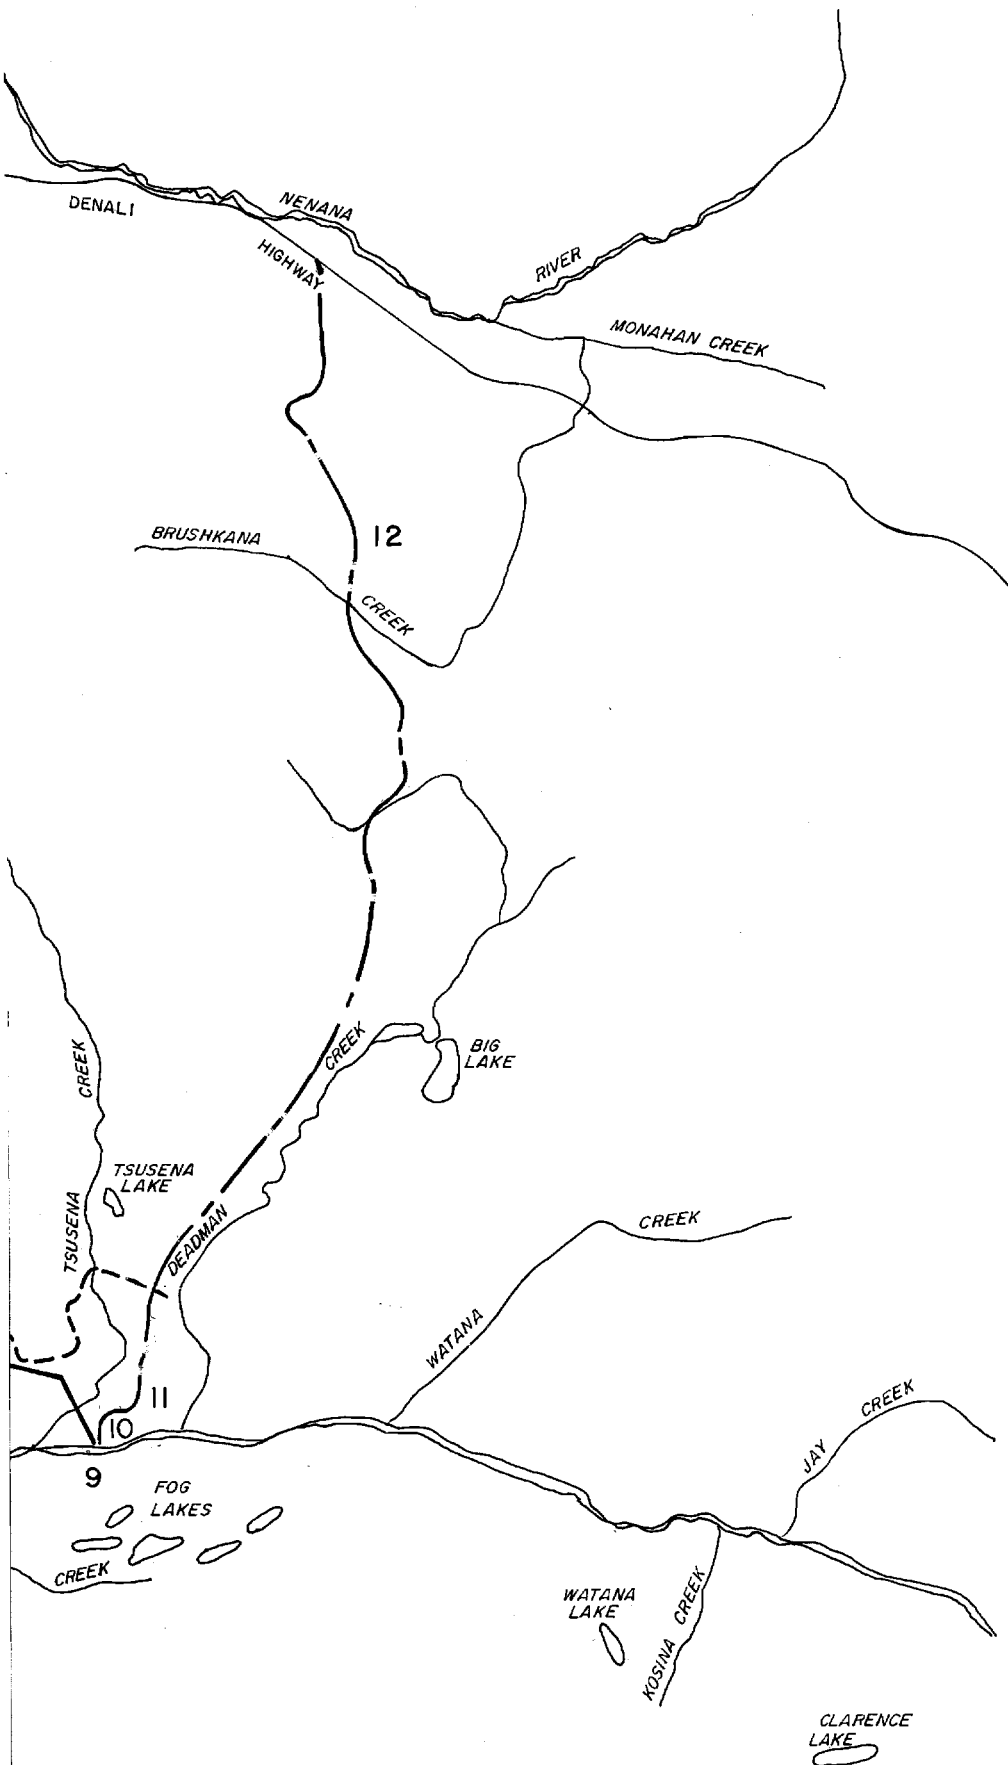 DENALI
NENANA
HIGHWAY
RIVER
MONAHAN CREEK
BRUSHKANA
12
CREEK
CREEK
CREEK
BIG
LAKE
TSUSENA
LAKE
TSUSENA
DEADMAN
CREEK
WATANA
CREEK
JAY
11
10
9
FOG
LAKES
CREEK
WATANA
LAKE
KOSINA CREEK
CLARENCE
LAKE